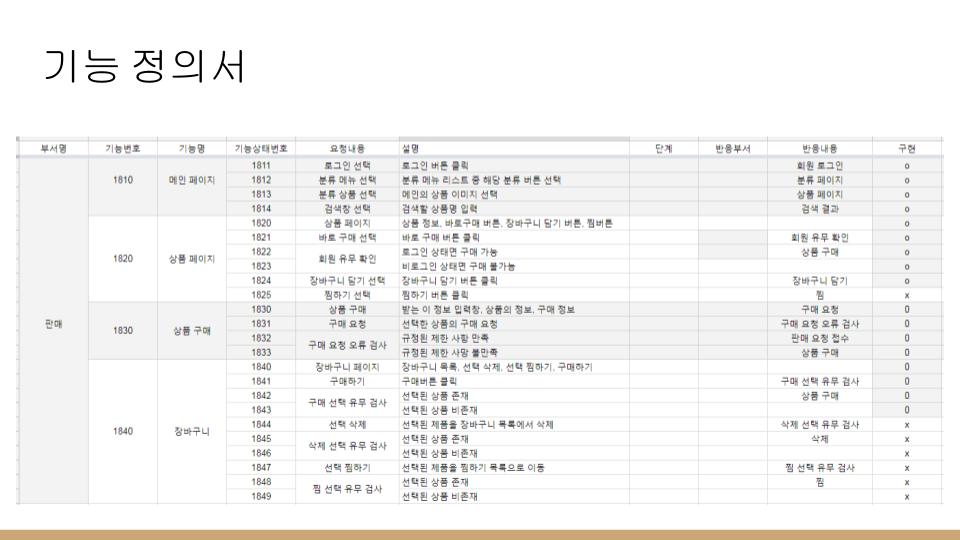 기능 정의서
부서명 기능번호 기능명 기능상태번호 요청내용 설명 단계 반응부서 반응내용 구현
1811 로그인 선택 로그인 버튼 클릭 회원 로그인 o
1810 메인 페이지 1812 분류 메뉴 선택 분류 메뉴 리스트 중 해당 분류 버튼 선택 분류 페이지 o
1813 분류 상품 선택 메인의 상품 이미지 선택 상품 페이지 o
1814 검색창 선택 검색할 상품명 입력 검색 결과 o
1820 상품 페이지 상품 정보, 바로구매 버튼, 장바구니 담기 버튼, 찜버튼 o
1821 바로 구매 선택 바로 구매 버튼 클릭 회원 유무 확인 o
1820 상품 페이지 1822 회원 유무 확인 로그인 상태면 구매 가능 상품 구매 o
1823 비로그인 상태면 구매 불가능 o
1824 장바구니 담기 선택 장바구니 담기 버튼 클릭 장바구니 담기 o
1825 찜하기 선택 찜하기 버튼 클릭 찜 x
판매 1830 상품 구매 1830 상품 구매 받는 이 정보 입력창, 상품의 정보, 구매 정보 구매 요청 0
1831 구매 요청 선택한 상품의 구매 요청 구매 요청 오류 검사 0
1832 구매 요청 오류 검사 규정된 제한 사항 만족 판매 요청 접수 0
1833 규정된 제한 사망 불만족 상품 구매 0
1840 장바구니 페이지 장바구니 목록, 선택 삭제, 선택 찜하기, 구매하기 0
1841 구매하기 구매버튼 클릭 구매 선택 유무 검사 0
1842 구매 선택 유무 검사 선택된 상품 존재 상품 구매 0
1843 선택된 상품 비존재 0
1840 장바구니 1844 선택 삭제 선택된 제품을 장바구니 목록에서 삭제 삭제 선택 유무 검사 x
1845 삭제 선택 유무 검사 선택된 상품 존재 삭제 x
1846 선택된 상품 비존재 x
1847 선택 찜하기 선택된 제품을 찜하기 목록으로 이동 찜 선택 유무 검사 x
1848 찜 선택 유무 검사 선택된 상품 존재 찜 x
1849 선택된 상품 비존재 x